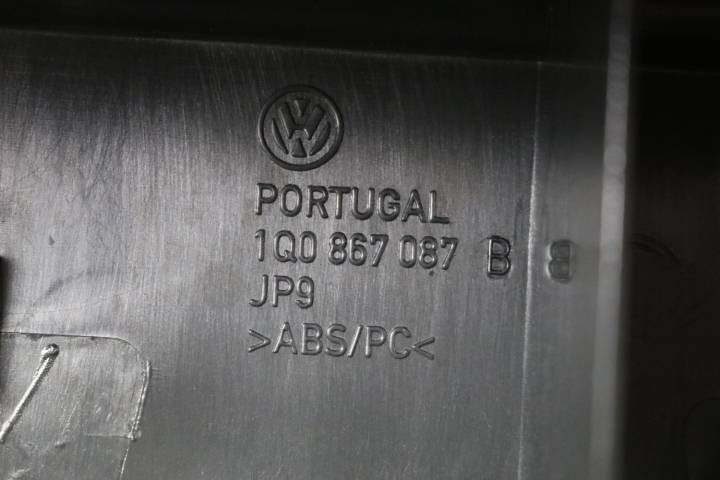 PORTUGAL
1Q0 867 087 B
JP9
>ABS/PC<